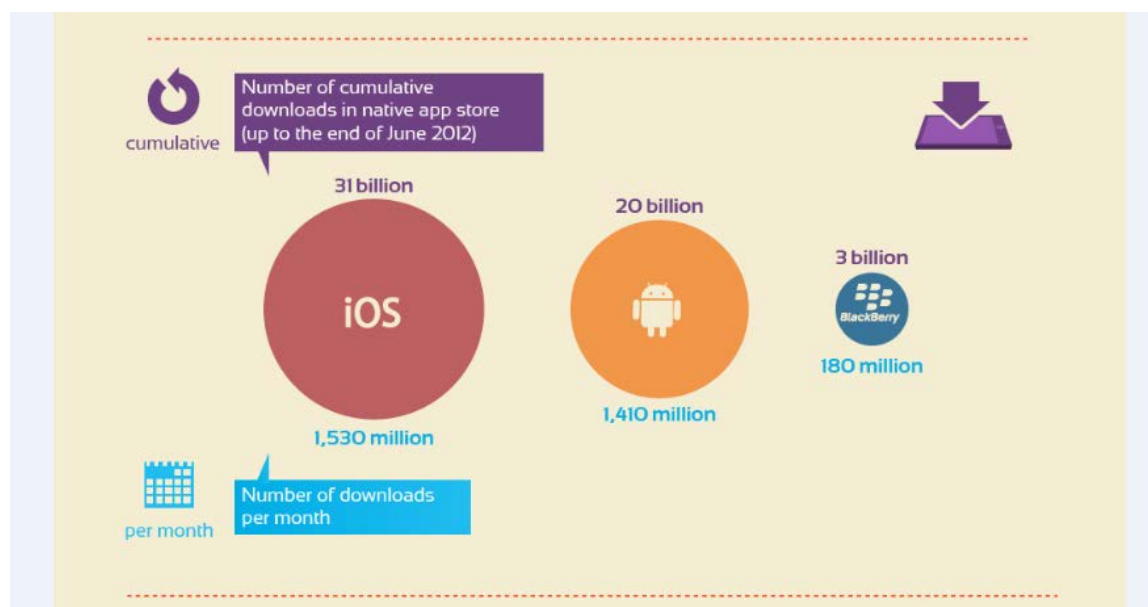 cumulative
Number of cumulative
downloads in native app store
(up to the end of June 2012)
31 billion
iOS
1,530 million
20 billion
1,410 million
3 billion
BlackBerry
180 million
per month
Number of downloads
per month